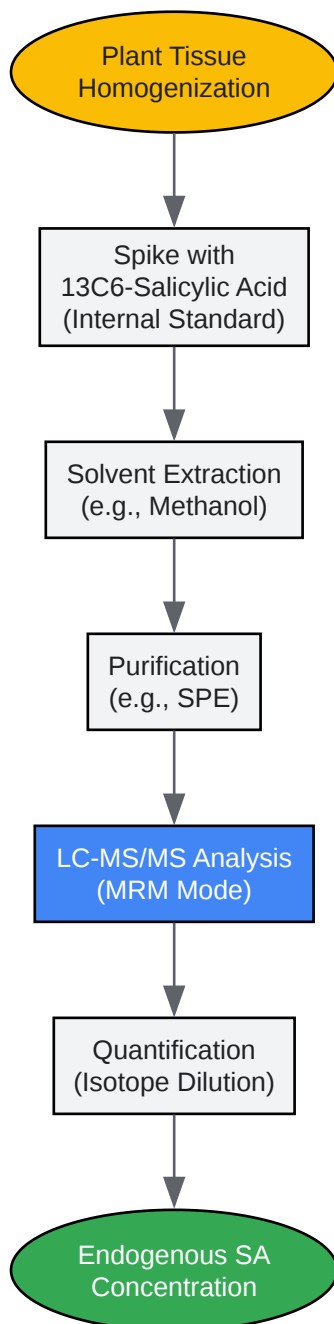 Plant Tissue
Homogenization
Spike with
13C6-Salicylic Acid
(Internal Standard)
Solvent Extraction
(e.g., Methanol)
Purification
(e.g., SPE)
LC-MS/MS Analysis
(MRM Mode)
Quantification
(Isotope Dilution)
Endogenous SA
Concentration